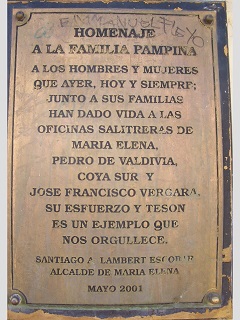 EMMANUEL
HOMENAJE
A LA FAMILIA PAMPINA
A LOS HOMBRES Y MUJERES
QUE AYER, HOY Y SIEMPRE;
JUNTO A SUS FAMILIAS
HAN DADO VIDA A LAS
OFICINAS SALITRERAS DE
MARIA ELENA,
PEDRO DE VALDIVIA,
COYA SUR Y
JOSE FRANCISCO VERGARA.
SU ESFUERZO Y TESON
ES UN EJEMPLO QUE
NOS ORGULLECE.
SANTIAGO A. LAMBERT ESCOBAR
ALCALDE DE MARIA ELENA
MAYO 2001